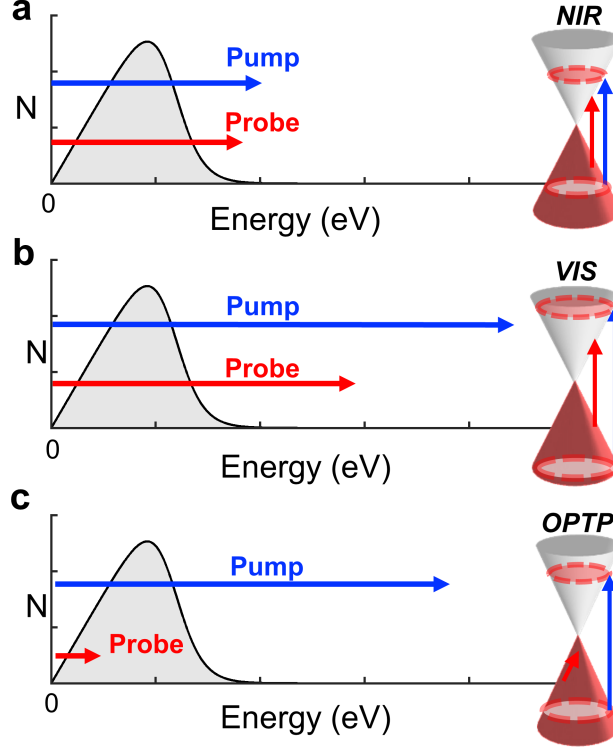 a
NIR
Pump
N
Probe
0
Energy (eV)
b
VIS
Pump
N
Probe
0
Energy (eV)
c
OPTP
Pump
N
Probe
0
Energy (eV)